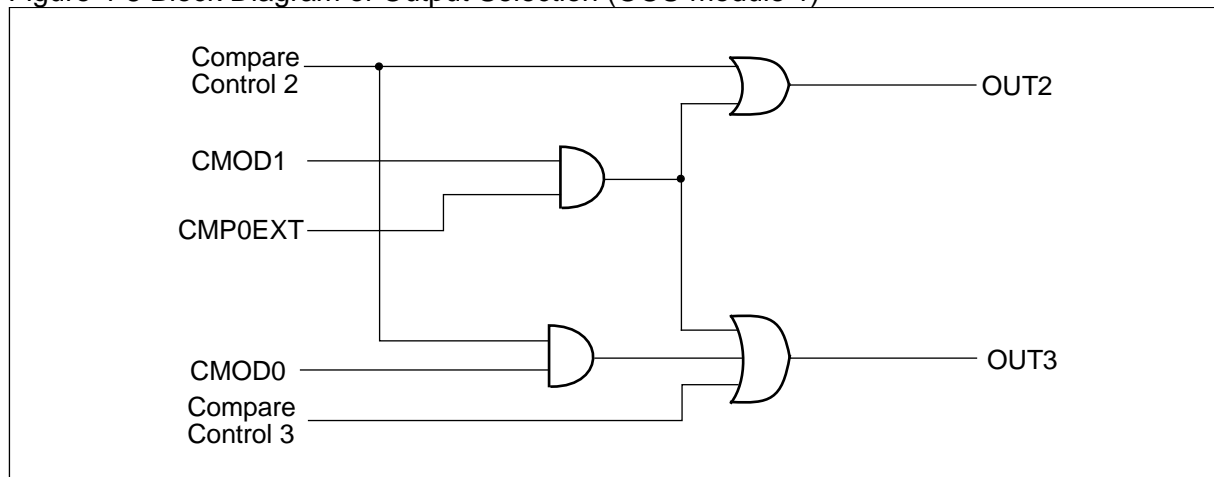 Compare
Control 2
OUT2
CMOD1
CMP0EXT
CMOD0
OUT3
Compare
Control 3